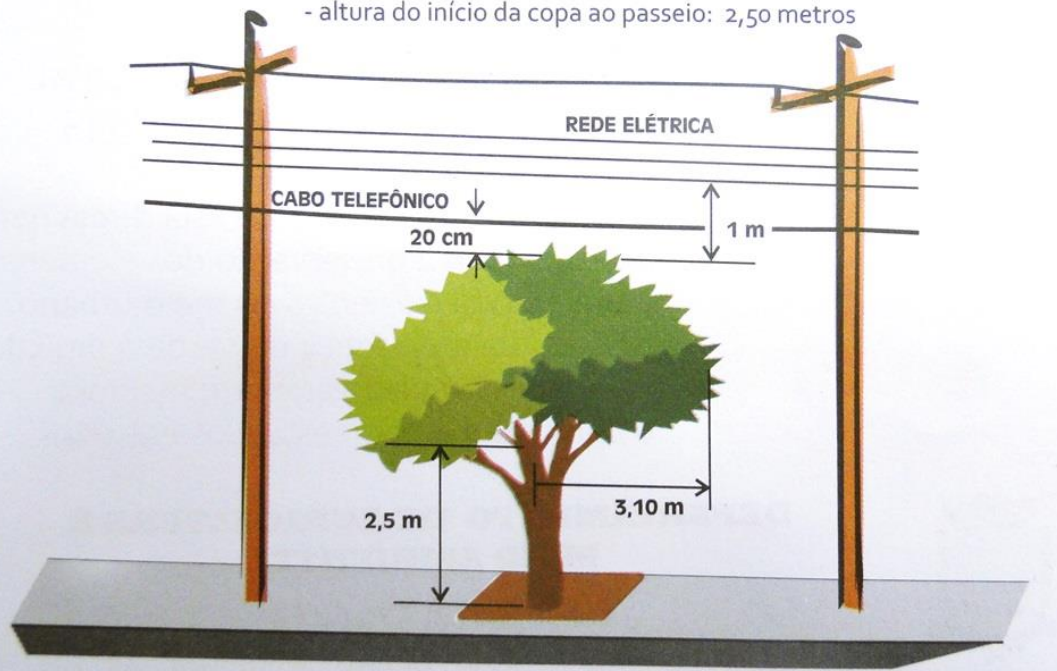 - altura do início da copa ao passeio: 2,50 metros
REDE ELÉTRICA
CABO TELEFÔNICO
1 m
20 cm
3,10 m
2,5 m